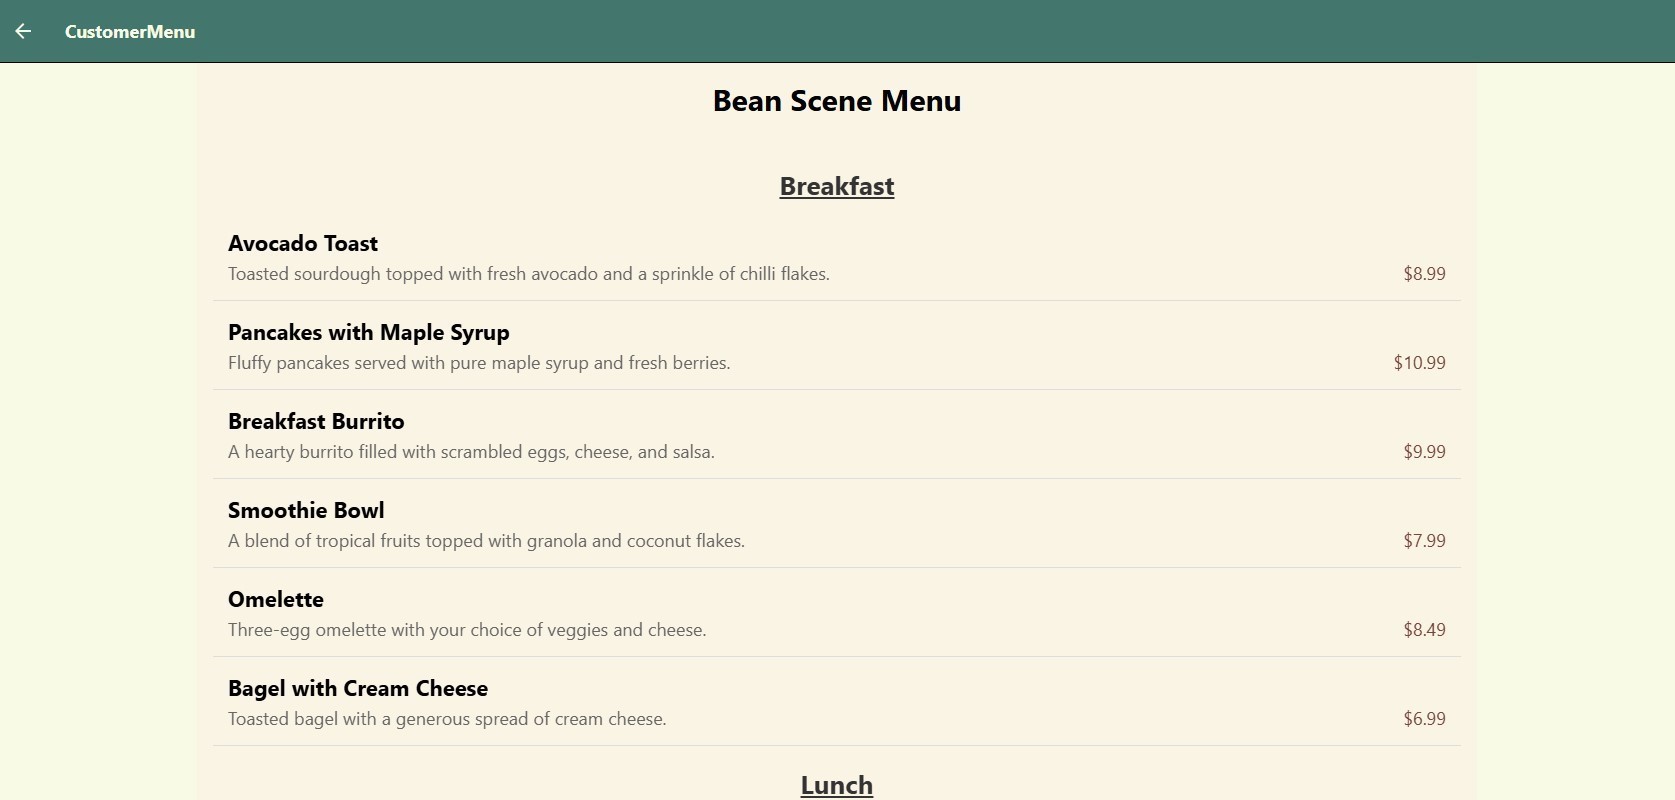 CustomerMenu
Bean Scene Menu
Breakfast
Avocado Toast
Toasted sourdough topped with fresh avocado and a sprinkle of chilli flakes.
$8.99
Pancakes with Maple Syrup
Fluffy pancakes served with pure maple syrup and fresh berries.
$10.99
Breakfast Burrito
A hearty burrito filled with scrambled eggs, cheese, and salsa.
$9.99
Smoothie Bowl
A blend of tropical fruits topped with granola and coconut flakes.
$7.99
Omelette
Three-egg omelette with your choice of veggies and cheese.
$8.49
Bagel with Cream Cheese
Toasted bagel with a generous spread of cream cheese.
$6.99
Lunch